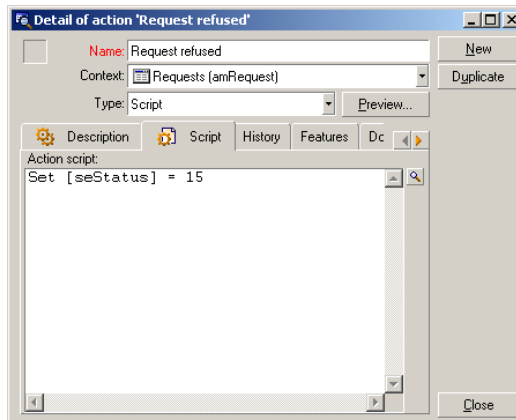 Detail of action 'Request refused'
Name: Request refused
New
Context: Requests (amRequest)
Duplicate
Type: Script
Preview...
Description Script History Features Dc
Action script:
Set [seStatus] = 15
Close